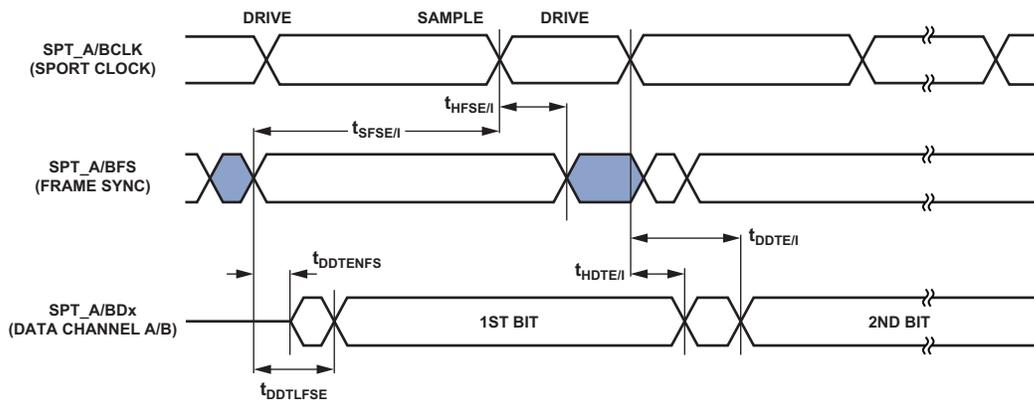 DRIVE SAMPLE DRIVE
SPT_A/BCLK
(SPORT CLOCK)
tHFSE/I
tSFSE/I
SPT_A/BFS
(FRAME SYNC)
tDDTE/I
tDDTENFS
tHDTE/I
SPT_A/BDx
(DATA CHANNEL A/B)
1ST BIT 2ND BIT
tDDTLFSE